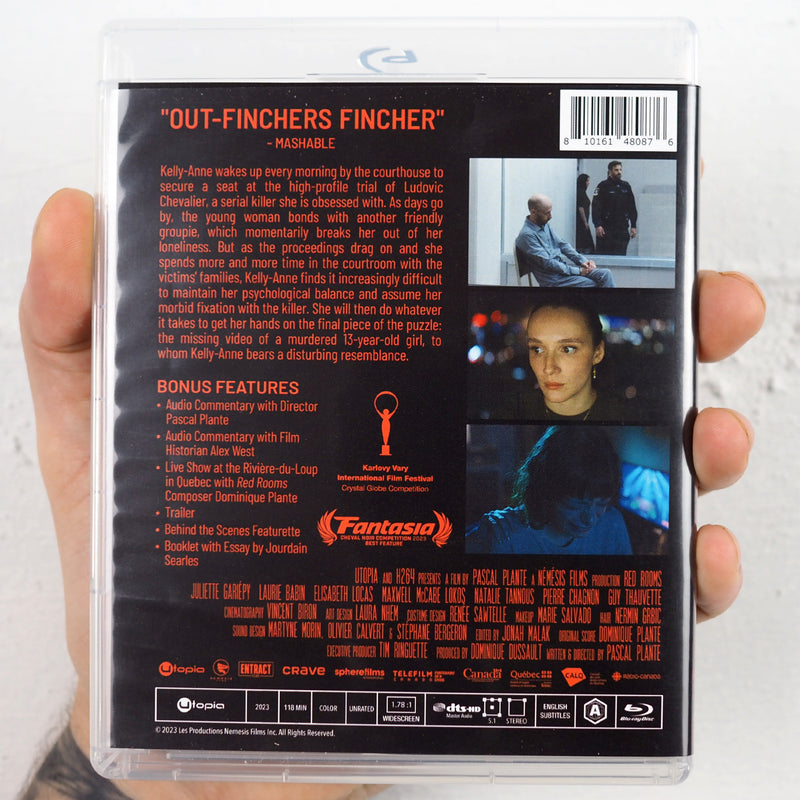 "OUT-FINCHERS FINCHER"
- MASHABLE
8 10161 48087 6
Kelly-Anne wakes up every morning by the courthouse to
secure a seat at the high-profile trial of Ludovic
Chevalier, a serial killer she is obsessed with. As days go
by, the young woman bonds with another friendly
groupie, which momentarily breaks her out of her
loneliness. But as the proceedings drag on and she
spends more and more time in the courtroom with the
victims' families, Kelly-Anne finds it increasingly difficult
to maintain her psychological balance and assume her
morbid fixation with the killer. She will then do whatever
it takes to get her hands on the final piece of the puzzle:
the missing video of a murdered 13-year-old girl, to
whom Kelly-Anne bears a disturbing resemblance.
BONUS FEATURES
• Audio Commentary with Director
Pascal Plante
• Audio Commentary with Film
Historian Alex West
• Live Show at the Rivière-du-Loup
in Quebec with Red Rooms
Composer Dominique Plante
• Trailer
• Behind the Scenes Featurette
• Booklet with Essay by Jourdain
Searles
Karlovy Vary
International Film Festival
Crystal Globe Competition
Fantasia
CHEVAL NOIR COMPETITION 2023
BEST FEATURE
UTOPIA AND H264 PRESENTS A FILM BY PASCAL PLANTE A NÉMÉSIS FILMS PRODUCTION RED ROOMS
JULIETTE GARIÉPY LAURIE BABIN ELISABETH LOCAS MAXWELL McCABE LOKOS NATALIE TANNOUS PIERRE CHAGNON GUY THAUVETTE
CINEMATOGRAPHY VINCENT BIRON ART DESIGN LAURA NHEM COSTUME DESIGN RENÉE SAWTELLE MAKEUP MARIE SALVADO HAIR NERMIN GRBIC
SOUND DESIGN MARTYNE MORIN, OLIVIER CALVERT & STÉPHANE BERGERON EDITED BY JONAH MALAK ORIGINAL SCORE DOMINIQUE PLANTE
EXECUTIVE PRODUCER TIM RINGUETTE PRODUCED BY DOMINIQUE DUSSAULT WRITTEN & DIRECTED BY PASCAL PLANTE
utopia NEMESIS ENTRACT CRAVE spherefilms TELEFILM CANADA Canada Québec CALQ RADIO-CANADA
utopia 2023 118 MIN COLOR UNRATED 1.78 :1 WIDESCREEN dts-HD Master Audio 5.1 STEREO ENGLISH SUBTITLES A Blu-ray Disc
© 2023 Les Productions Nemesis Films Inc. All Rights Reserved.